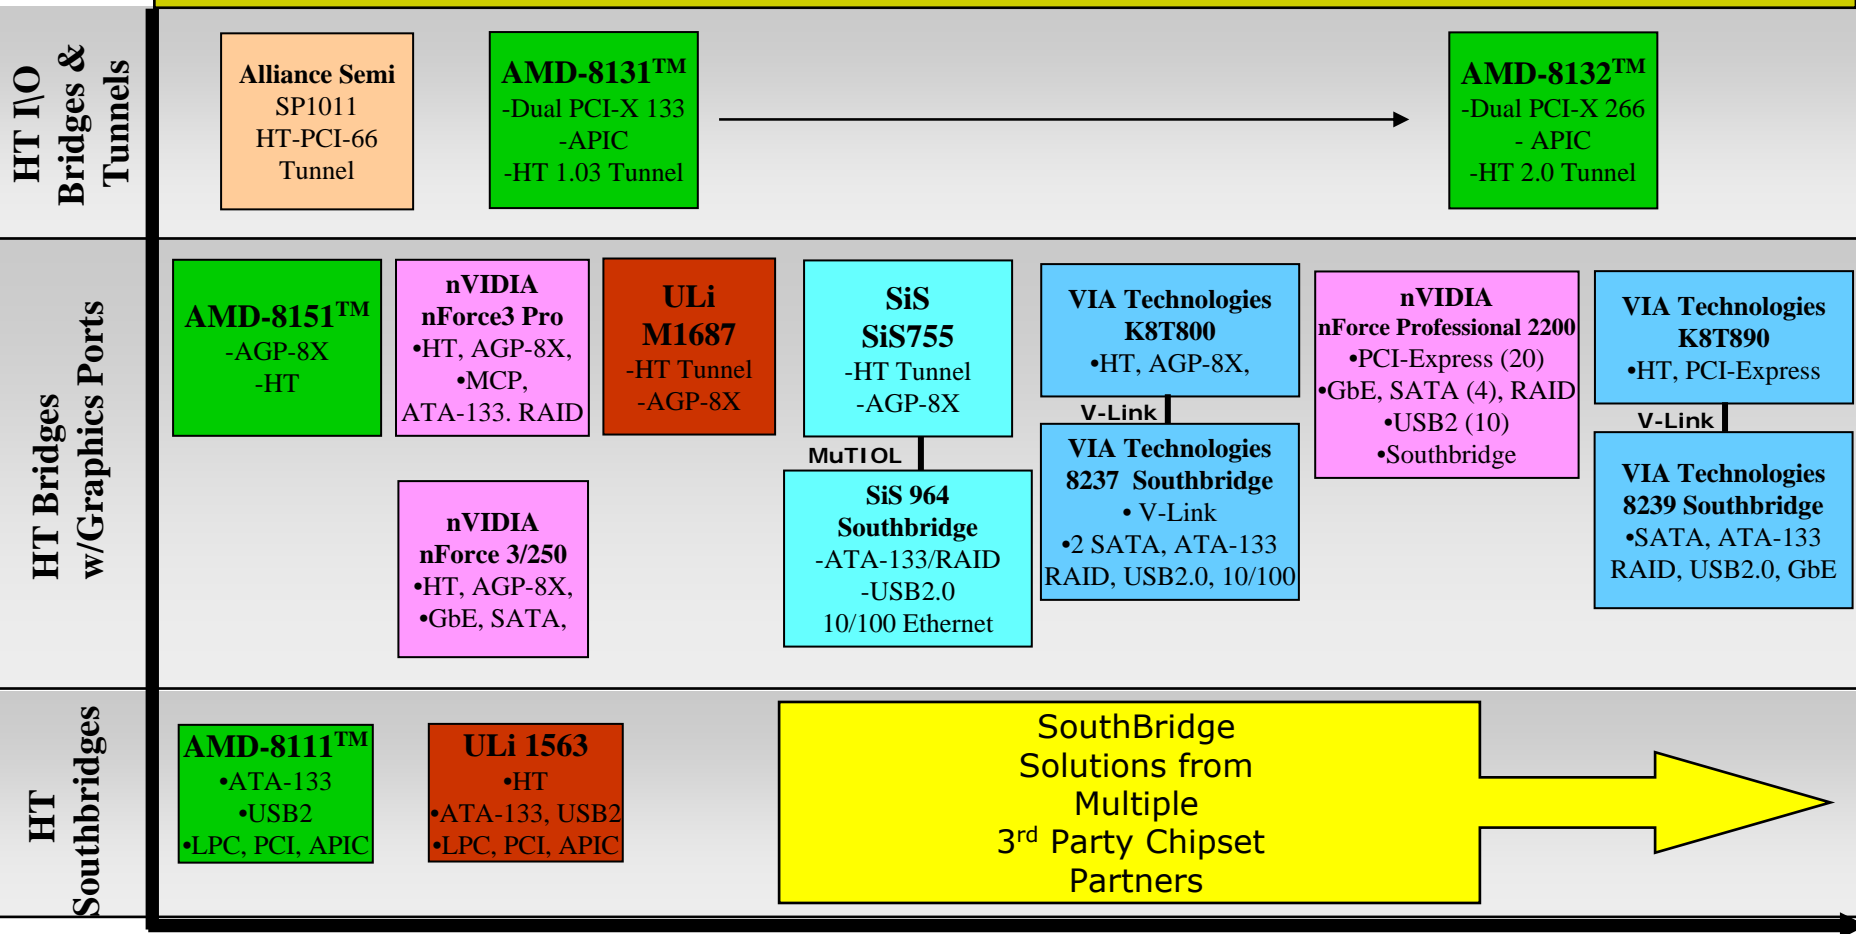 HT I\O
Bridges &
Tunnels
Alliance Semi
SP1011
HT-PCI-66
Tunnel
AMD-8131™
-Dual PCI-X 133
-APIC
-HT 1.03 Tunnel
AMD-8132™
-Dual PCI-X 266
- APIC
-HT 2.0 Tunnel
HT Bridges
w/Graphics Ports
AMD-8151™
-AGP-8X
-HT
nVIDIA
nForce3 Pro
•HT, AGP-8X,
•MCP,
ATA-133. RAID
nVIDIA
nForce 3/250
•HT, AGP-8X,
•GbE, SATA,
ULi
M1687
-HT Tunnel
-AGP-8X
SiS
SiS755
-HT Tunnel
-AGP-8X
MuTIOL
SiS 964
Southbridge
-ATA-133/RAID
-USB2.0
10/100 Ethernet
VIA Technologies
K8T800
•HT, AGP-8X,
V-Link
VIA Technologies
8237 Southbridge
• V-Link
•2 SATA, ATA-133
RAID, USB2.0, 10/100
nVIDIA
nForce Professional 2200
•PCI-Express (20)
•GbE, SATA (4), RAID
•USB2 (10)
•Southbridge
VIA Technologies
K8T890
•HT, PCI-Express
V-Link
VIA Technologies
8239 Southbridge
•SATA, ATA-133
RAID, USB2.0, GbE
HT
Southbridges
AMD-8111™
•ATA-133
•USB2
•LPC, PCI, APIC
ULi 1563
•HT
•ATA-133, USB2
•LPC, PCI, APIC
SouthBridge
Solutions from
Multiple
3rd Party Chipset
Partners